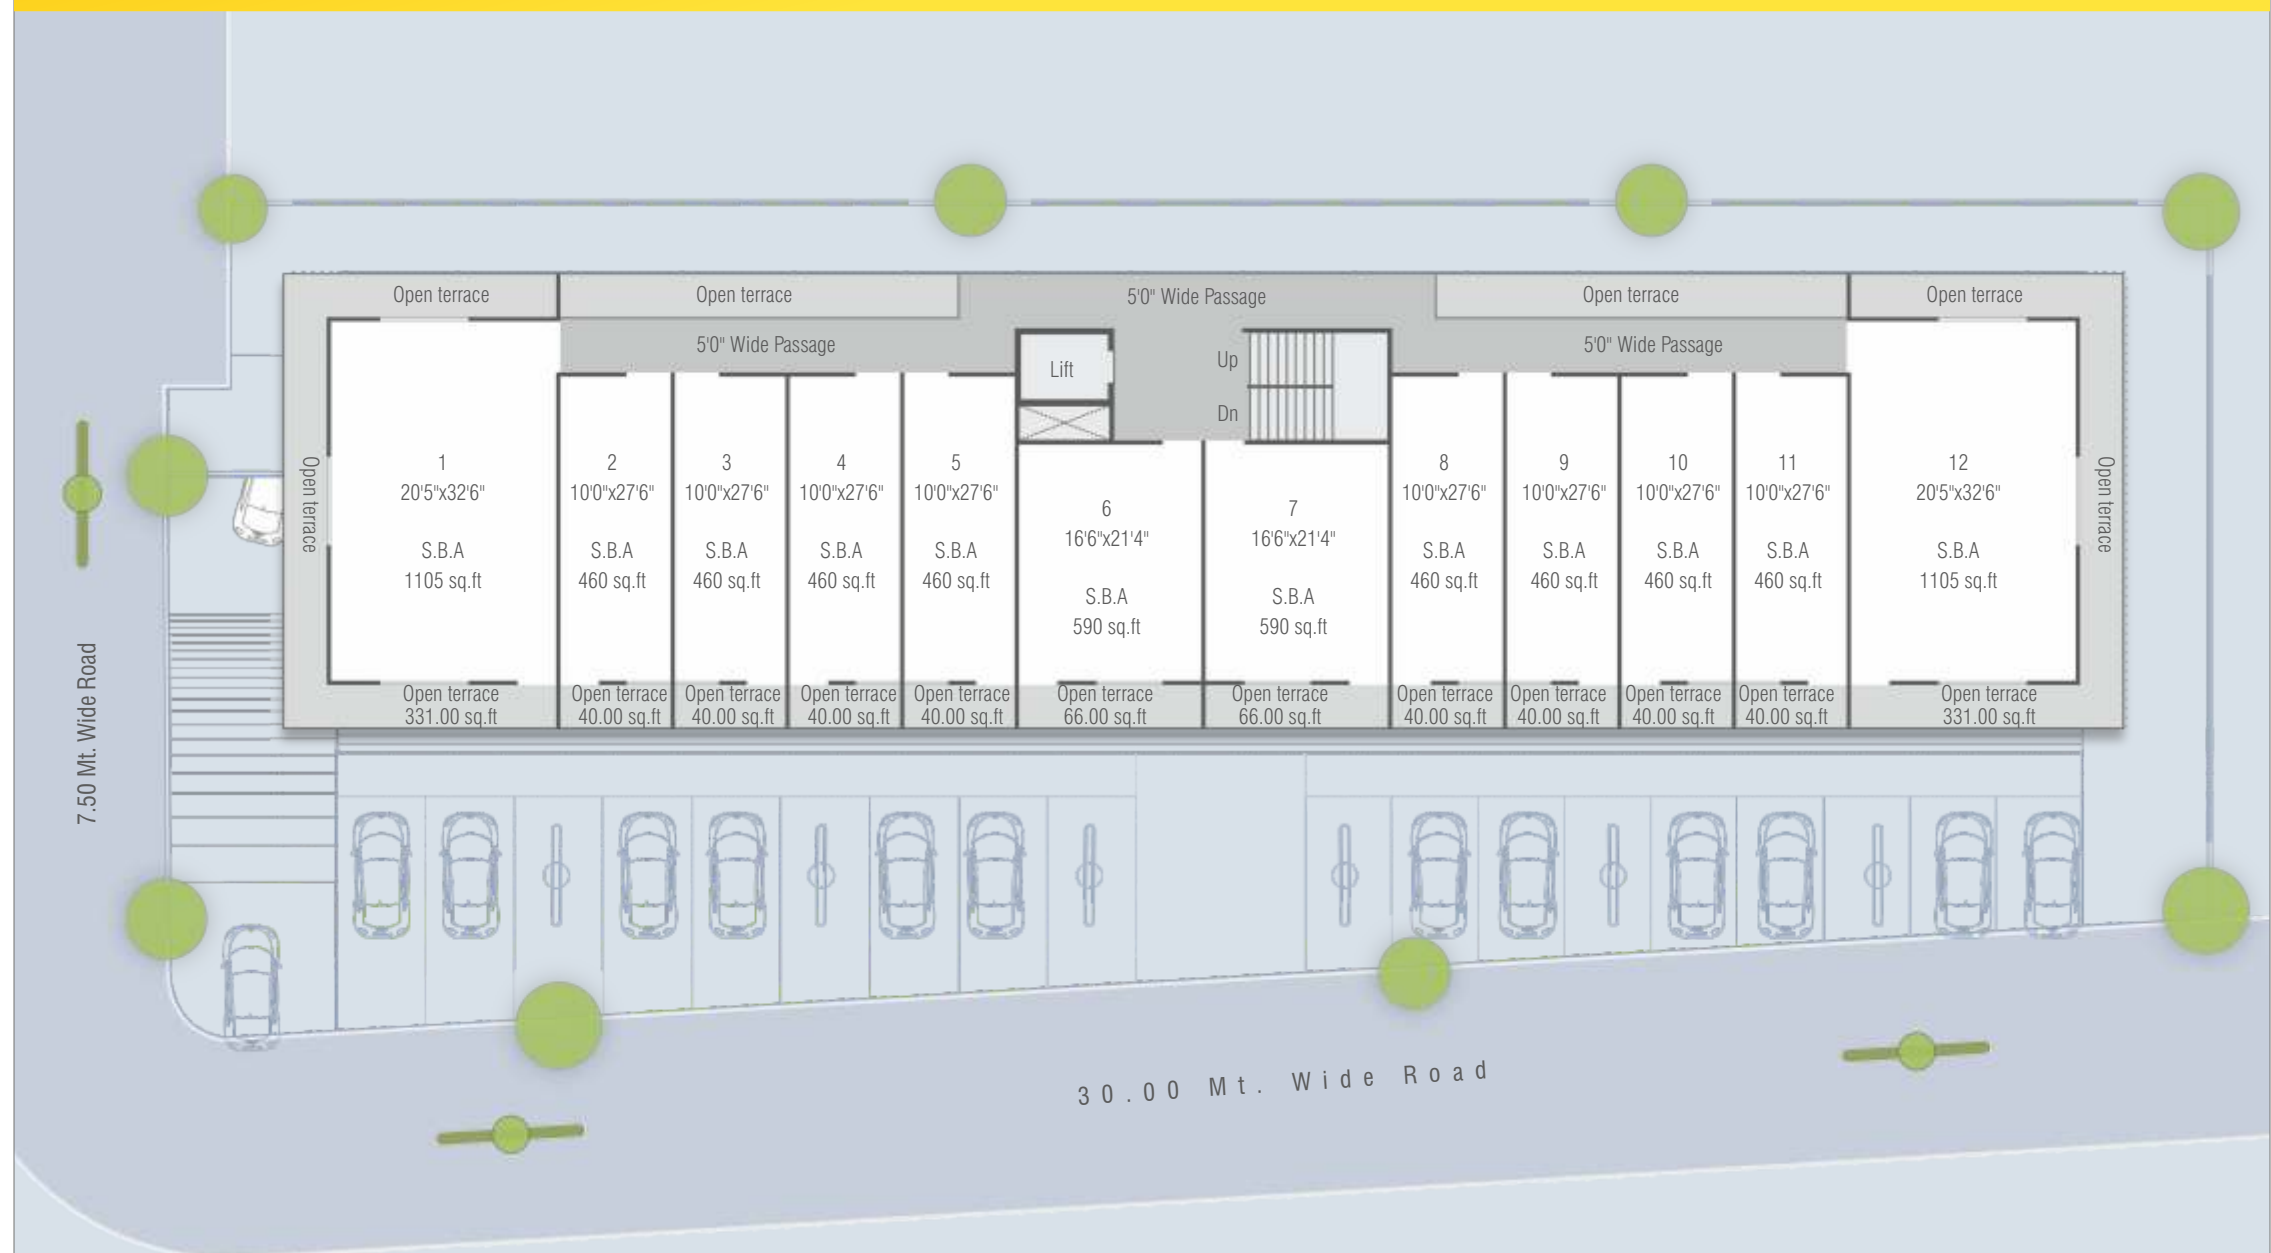 Open terrace
Open terrace
5'0" Wide Passage
Open terrace
Open terrace
5'0" Wide Passage
5'0" Wide Passage
Lift
Up
Dn
Open terrace
1
20'5"x32'6"
S.B.A
1105 sq.ft
2
10'0"x27'6"
S.B.A
460 sq.ft
3
10'0"x27'6"
S.B.A
460 sq.ft
4
10'0"x27'6"
S.B.A
460 sq.ft
5
10'0"x27'6"
S.B.A
460 sq.ft
6
16'6"x21'4"
S.B.A
590 sq.ft
7
16'6"x21'4"
S.B.A
590 sq.ft
8
10'0"x27'6"
S.B.A
460 sq.ft
9
10'0"x27'6"
S.B.A
460 sq.ft
10
10'0"x27'6"
S.B.A
460 sq.ft
11
10'0"x27'6"
S.B.A
460 sq.ft
12
20'5"x32'6"
S.B.A
1105 sq.ft
Open terrace
Open terrace
331.00 sq.ft
Open terrace
40.00 sq.ft
Open terrace
40.00 sq.ft
Open terrace
40.00 sq.ft
Open terrace
40.00 sq.ft
Open terrace
66.00 sq.ft
Open terrace
66.00 sq.ft
Open terrace
40.00 sq.ft
Open terrace
40.00 sq.ft
Open terrace
40.00 sq.ft
Open terrace
40.00 sq.ft
Open terrace
331.00 sq.ft
7.50 Mt. Wide Road
30.00 Mt. Wide Road